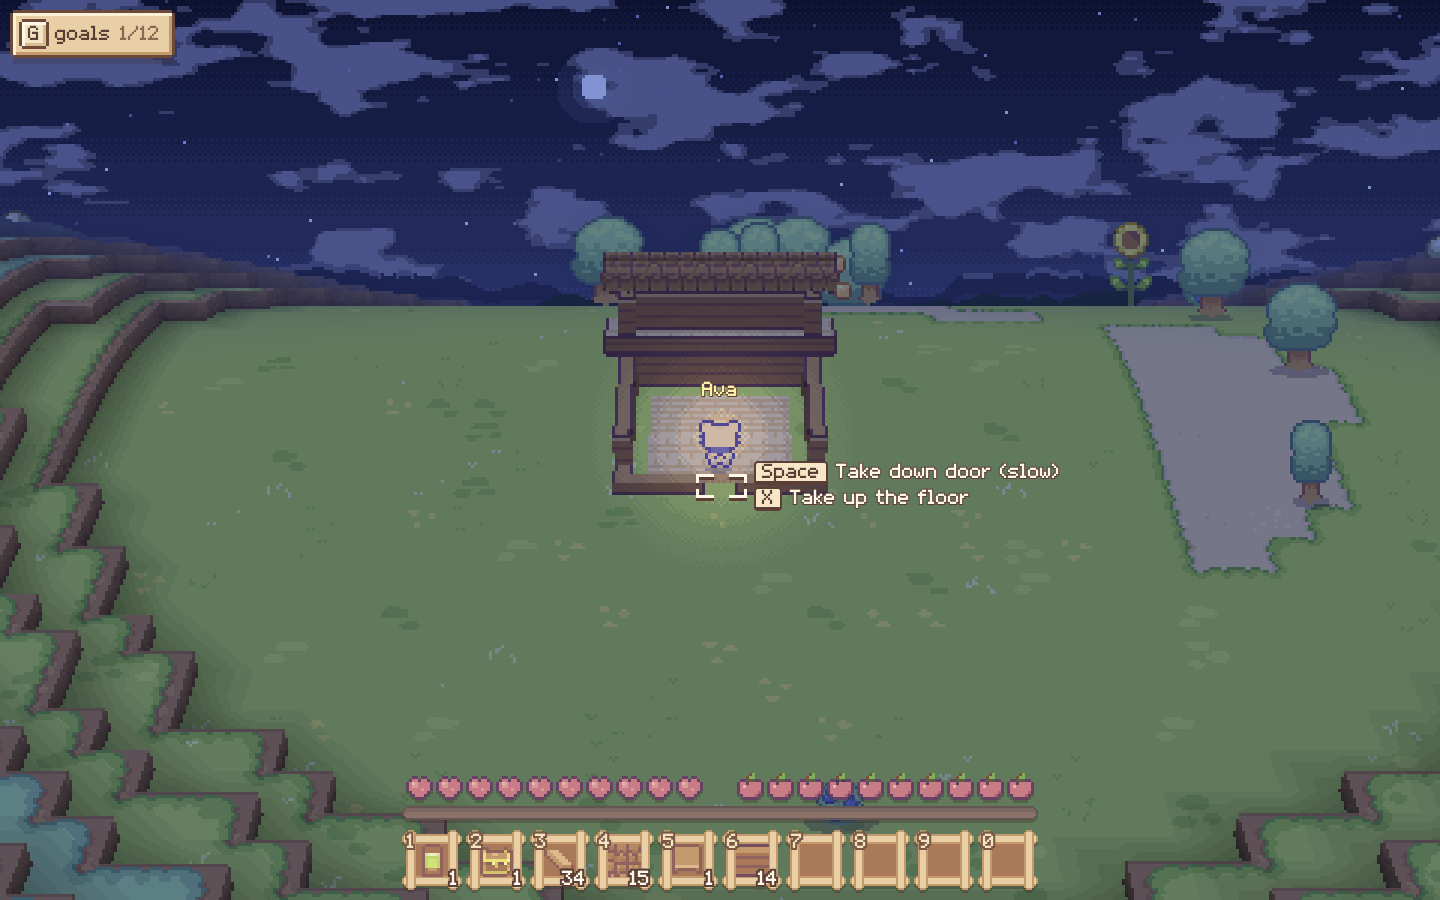 G goals 1/12
Ava
Space Take down door (slow)
X Take up the floor
1 2 3 4 5 6 7 8 9 0
1 1 34 15 1 14